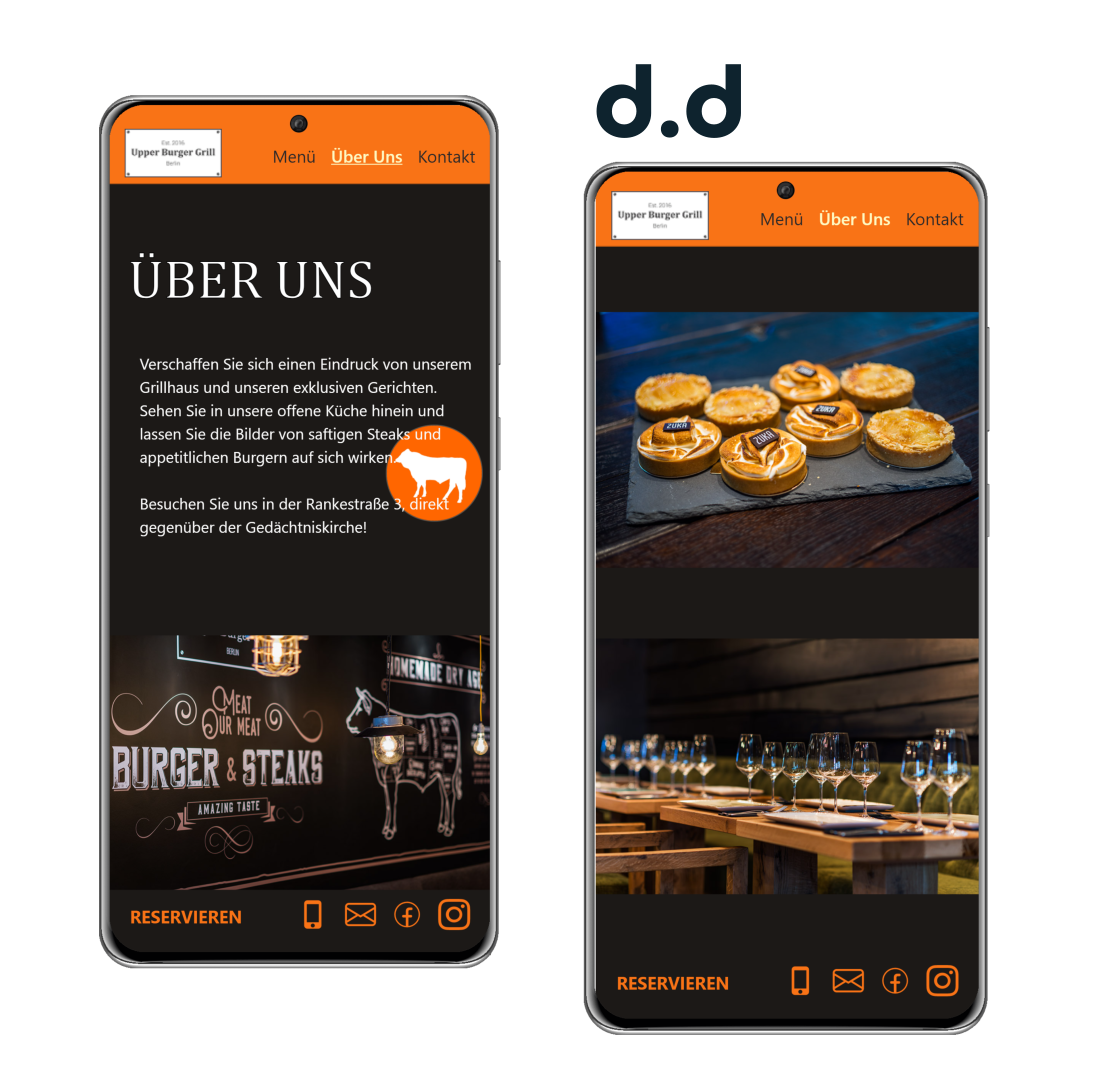 d.d
Est. 2016
Upper Burger Grill
Berlin
Menü Über Uns Kontakt
ÜBER UNS
Verschaffen Sie sich einen Eindruck von unserem
Grillhaus und unseren exklusiven Gerichten.
Sehen Sie in unsere offene Küche hinein und
lassen Sie die Bilder von saftigen Steaks und
appetitlichen Burgern auf sich wirken
Besuchen Sie uns in der Rankestraße 3, direkt
gegenüber der Gedächtniskirche!
BERLIN
HOMEMADE DRY AGE
MEAT
OUR MEAT
BURGER & STEAKS
AMAZING TASTE
RESERVIEREN
Est. 2016
Upper Burger Grill
Berlin
Menü Über Uns Kontakt
ZUKA
ZUKA
ZUKA
RESERVIEREN